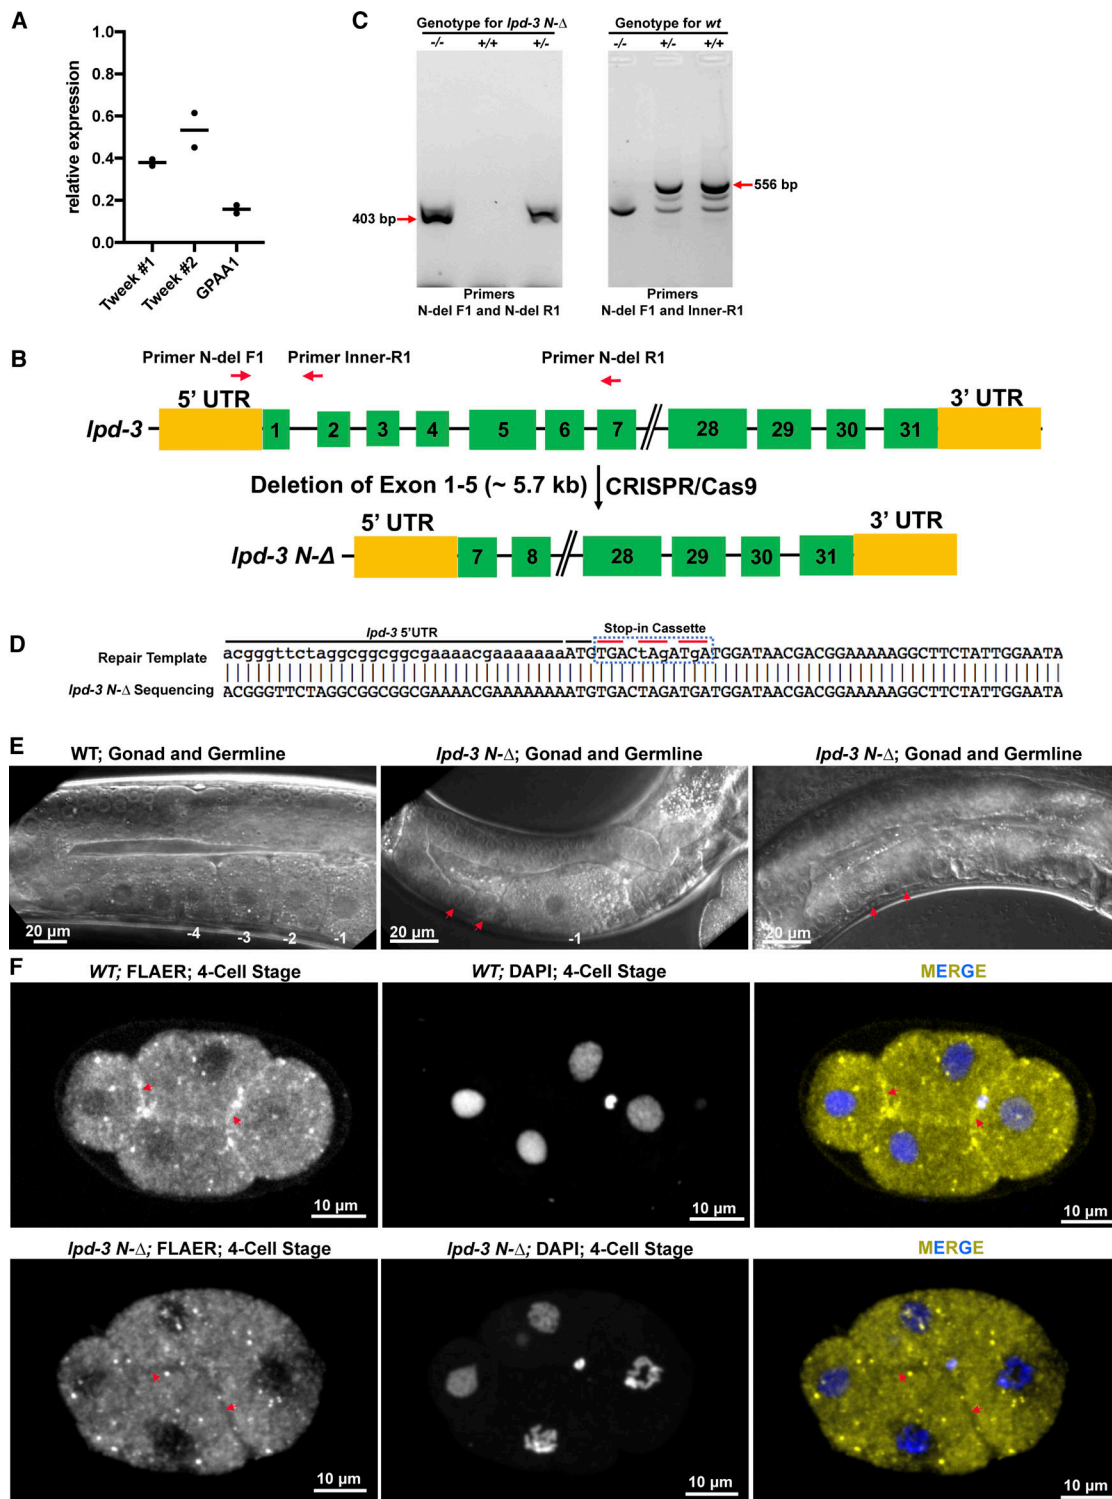 A
1.0
0.8
0.6
0.4
0.2
0.0
relative expression
Tweek #1
Tweek #2
GPAA1
C
Genotype for lpd-3 N-Δ
-/- +/+ +/-
403 bp
Primers
N-del F1 and N-del R1
Genotype for wt
-/- +/- +/+
556 bp
Primers
N-del F1 and Inner-R1
B
Primer N-del F1
Primer Inner-R1
Primer N-del R1
5’ UTR
3’ UTR
lpd-3
1 2 3 4 5 6 7 28 29 30 31
Deletion of Exon 1-5 (~ 5.7 kb)
CRISPR/Cas9
5’ UTR
3’ UTR
lpd-3 N-Δ
7 8 28 29 30 31
D
lpd-3 5’UTR
Stop-in Cassette
Repair Template
acgggttctaggcggcggcgaaaacgaaaaaaaATGTGACtAgATgATGGATAACGACGGAAAAAGGCTTCTATTGGAATA
lpd-3 N-Δ Sequencing
ACGGGTTCTAGGCGGCGGCGAAAACGAAAAAAAATGTGACTAGATGATGGATAACGACGGAAAAAGGCTTCTATTGGAATA
E
WT; Gonad and Germline
20 µm
-4 -3 -2 -1
lpd-3 N-Δ; Gonad and Germline
20 µm
-1
lpd-3 N-Δ; Gonad and Germline
20 µm
F
WT; FLAER; 4-Cell Stage
10 µm
WT; DAPI; 4-Cell Stage
10 µm
MERGE
10 µm
lpd-3 N-Δ; FLAER; 4-Cell Stage
10 µm
lpd-3 N-Δ; DAPI; 4-Cell Stage
10 µm
MERGE
10 µm